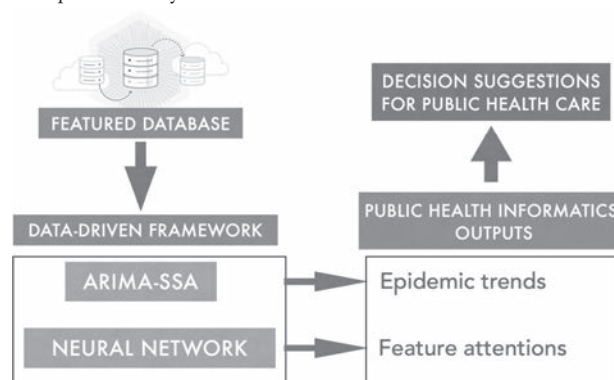 FEATURED DATABASE
DATA-DRIVEN FRAMEWORK
ARIMA-SSA
NEURAL NETWORK
DECISION SUGGESTIONS
FOR PUBLIC HEALTH CARE
PUBLIC HEALTH INFORMATICS
OUTPUTS
Epidemic trends
Feature attentions